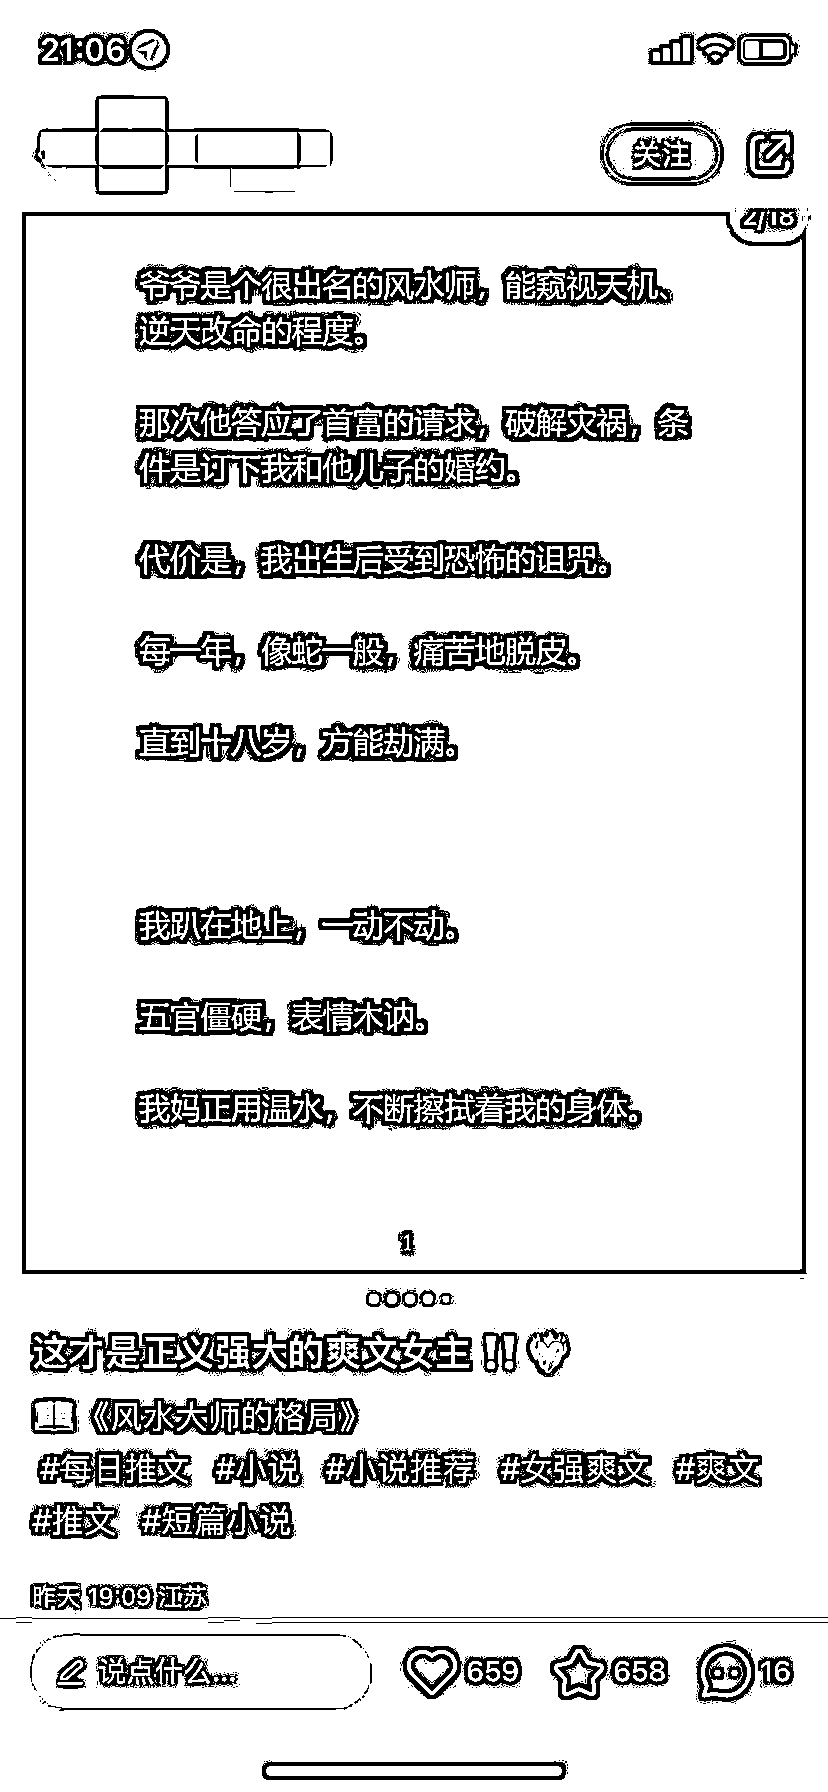 21:06
关注
2/18
爷爷是个很出名的风水师，能窥视天机、
逆天改命的程度。
那次他答应了首富的请求，破解灾祸，条
件是订下我和他儿子的婚约。
代价是，我出生后受到恐怖的诅咒。
每一年，像蛇一般，痛苦地脱皮。
直到十八岁，方能劫满。
我趴在地上，一动不动。
五官僵硬，表情木讷。
我妈正用温水，不断擦拭着我的身体。
1
这才是正义强大的爽文女主‼️
《风水大师的格局》
#每日推文 #小说 #小说推荐 #女强爽文 #爽文
#推文 #短篇小说
昨天 19:09 江苏
说点什么... 659 658 16